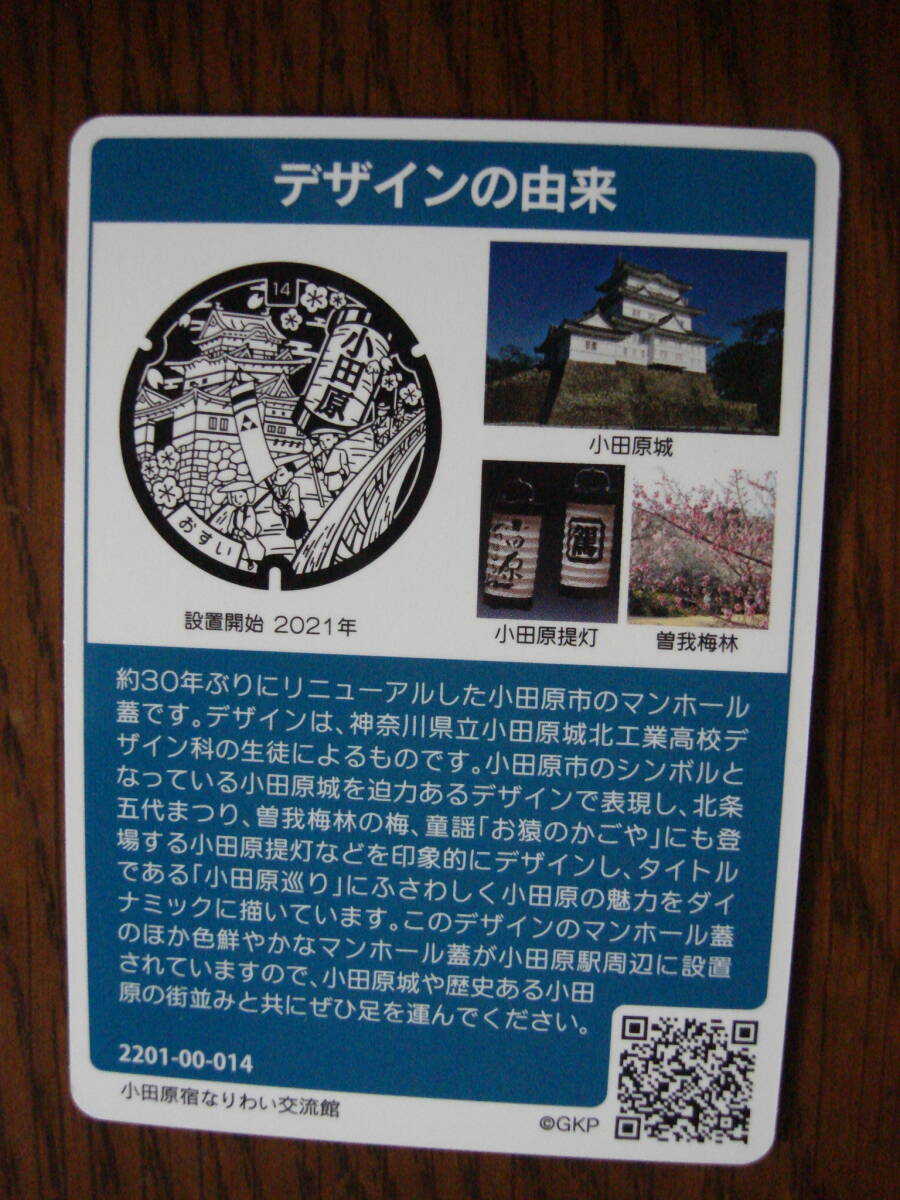 デザインの由来
14
小田原
おすい
設置開始 2021年
小田原城
小田原
小田原提灯
曽我梅林
約30年ぶりにリニューアルした小田原市のマンホール
蓋です。デザインは、神奈川県立小田原城北工業高校デ
ザイン科の生徒によるものです。小田原市のシンボルと
なっている小田原城を迫力あるデザインで表現し、北条
五代まつり、曽我梅林の梅、童謡「お猿のかごや」にも登
場する小田原提灯などを印象的にデザインし、タイトル
である「小田原巡り」にふさわしく小田原の魅力をダイ
ナミックに描いています。このデザインのマンホール蓋
のほか色鮮やかなマンホール蓋が小田原駅周辺に設置
されていますので、小田原城や歴史ある小田
原の街並みと共にぜひ足を運んでください。
2201-00-014
小田原宿なりわい交流館
©GKP